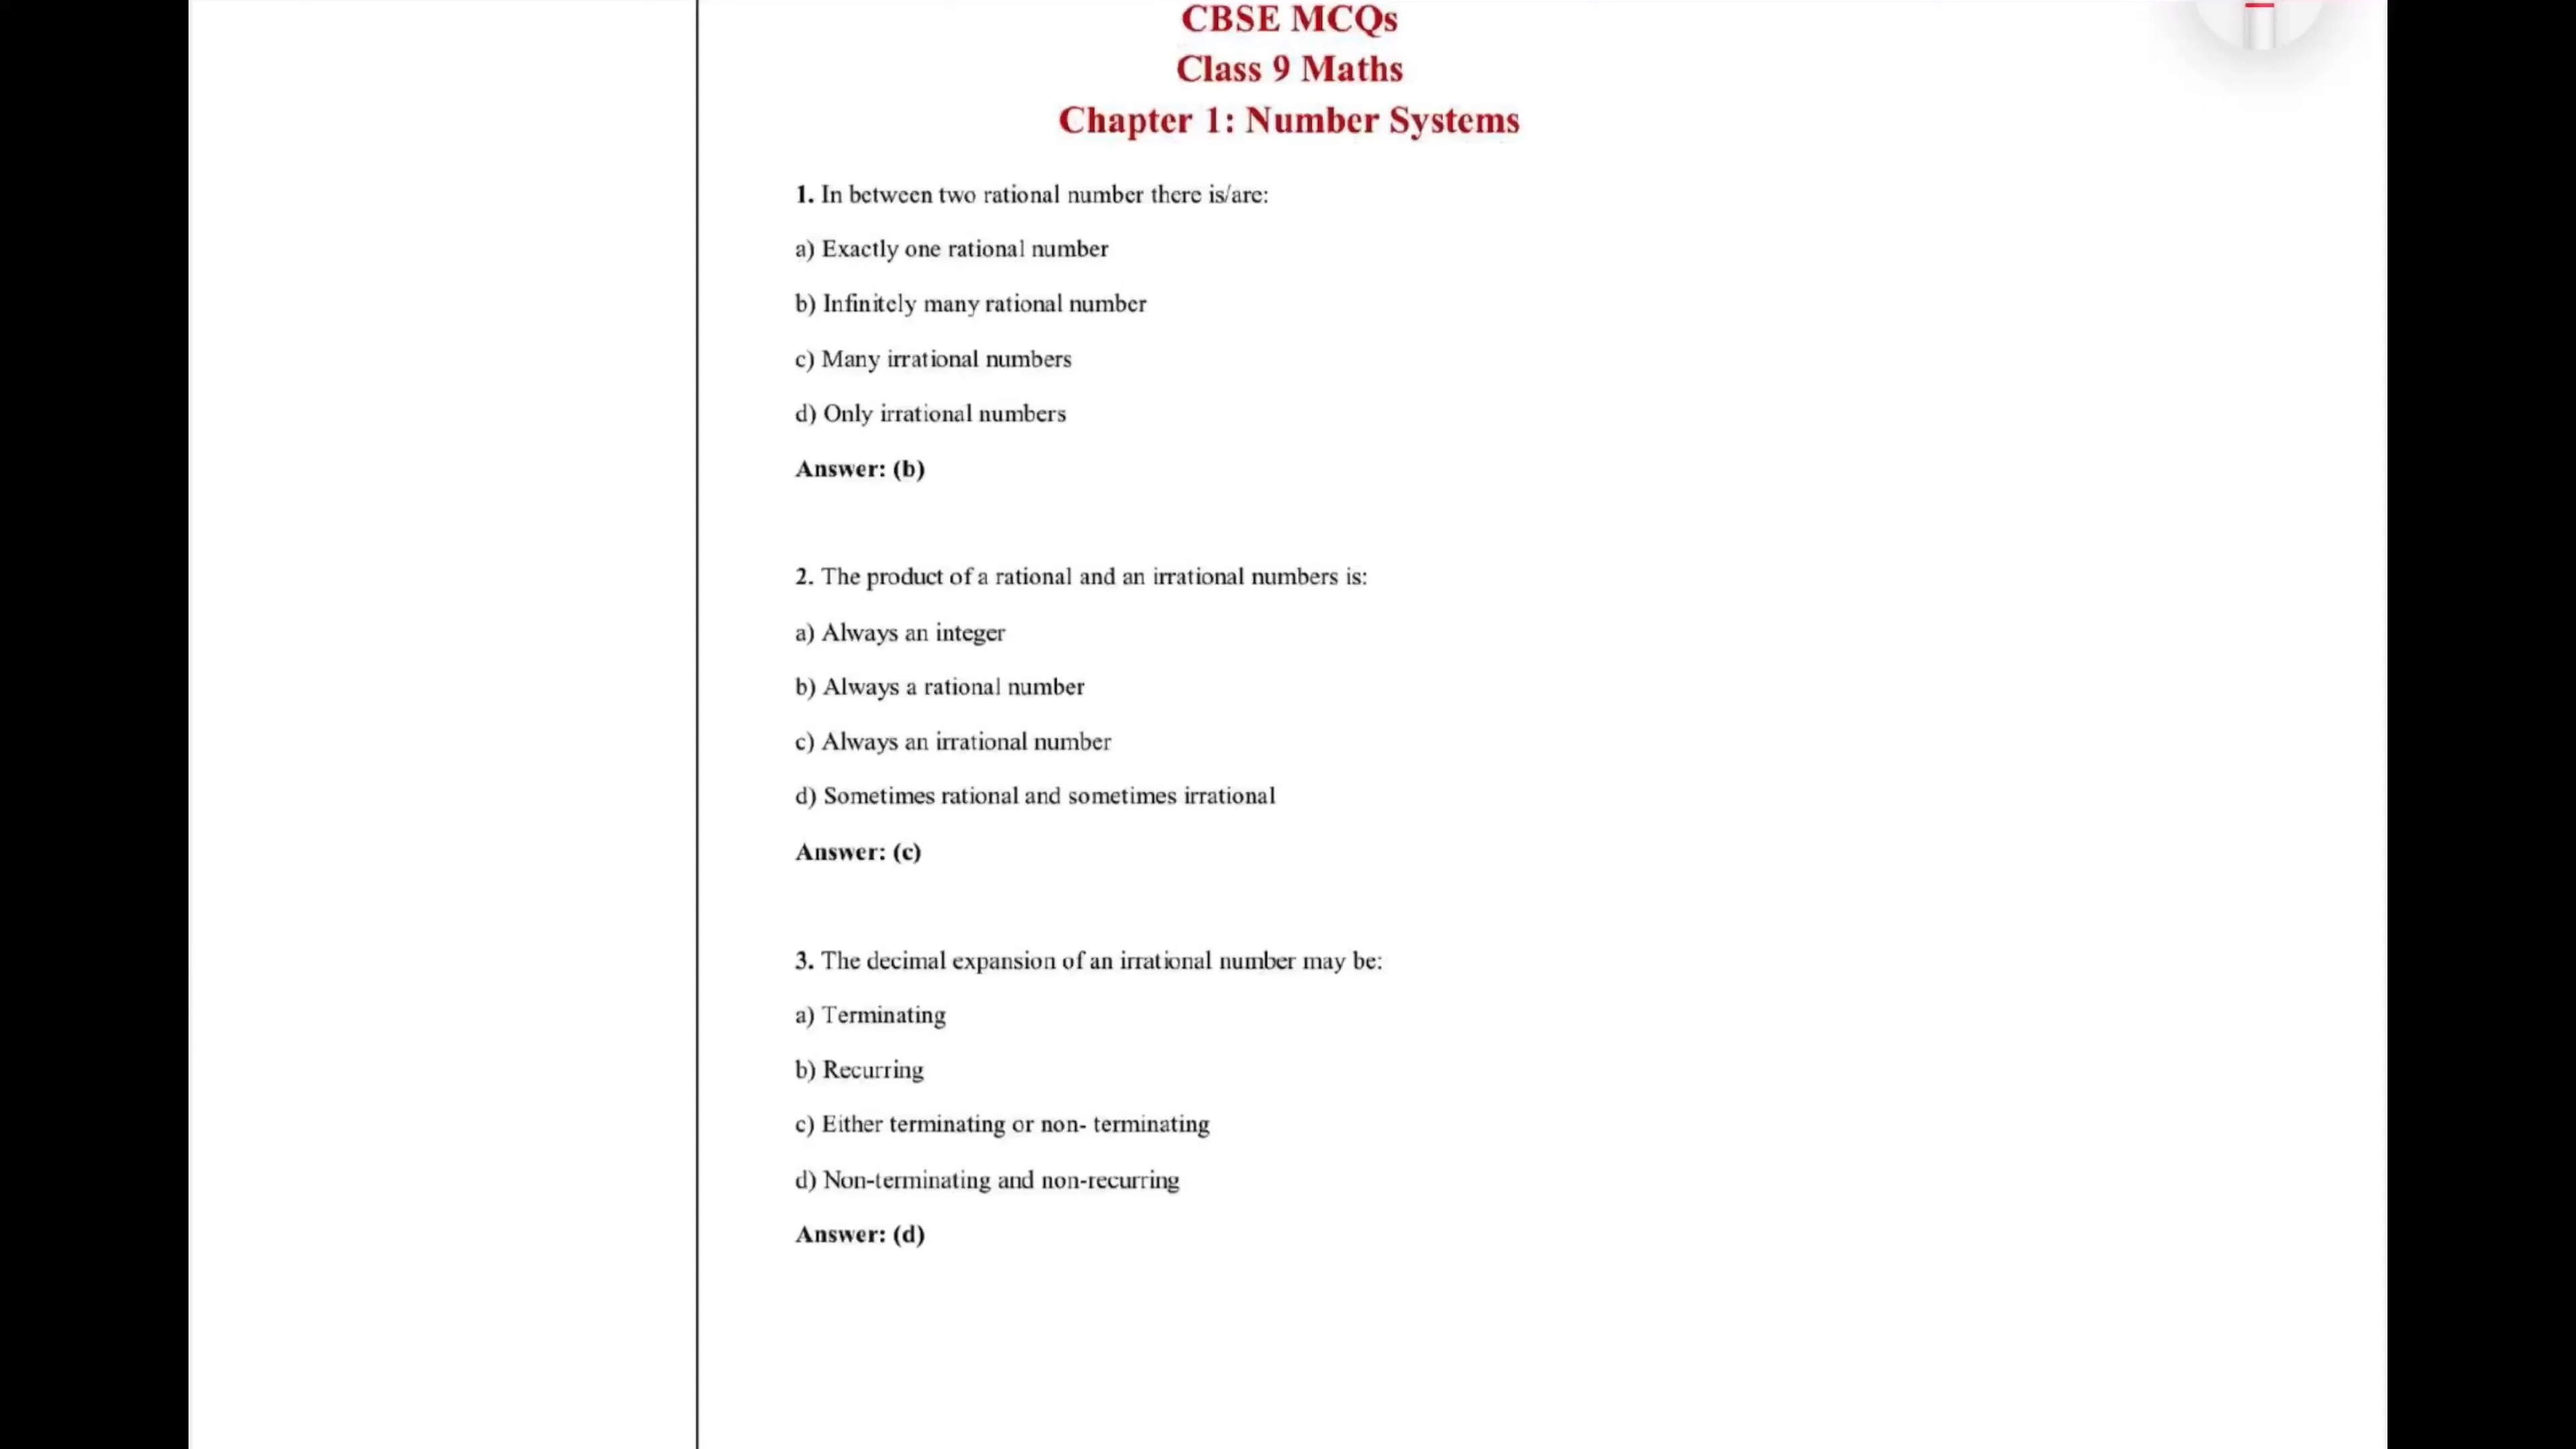 CBSE MCQs
Class 9 Maths
Chapter 1: Number Systems
1. In between two rational number there is/are:
a) Exactly one rational number
b) Infinitely many rational number
c) Many irrational numbers
d) Only irrational numbers
Answer: (b)
2. The product of a rational and an irrational numbers is:
a) Always an integer
b) Always a rational number
c) Always an irrational number
d) Sometimes rational and sometimes irrational
Answer: (c)
3. The decimal expansion of an irrational number may be:
a) Terminating
b) Recurring
c) Either terminating or non- terminating
d) Non-terminating and non-recurring
Answer: (d)